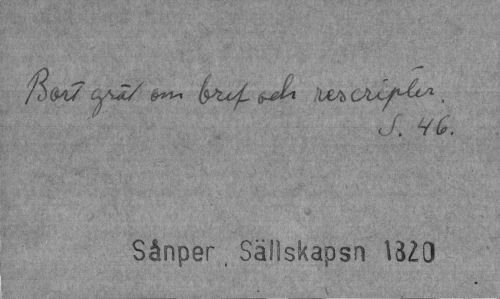 Bort gråt om bref och rescripter.
S. 46.
Sånper, Sällskapsn 1820